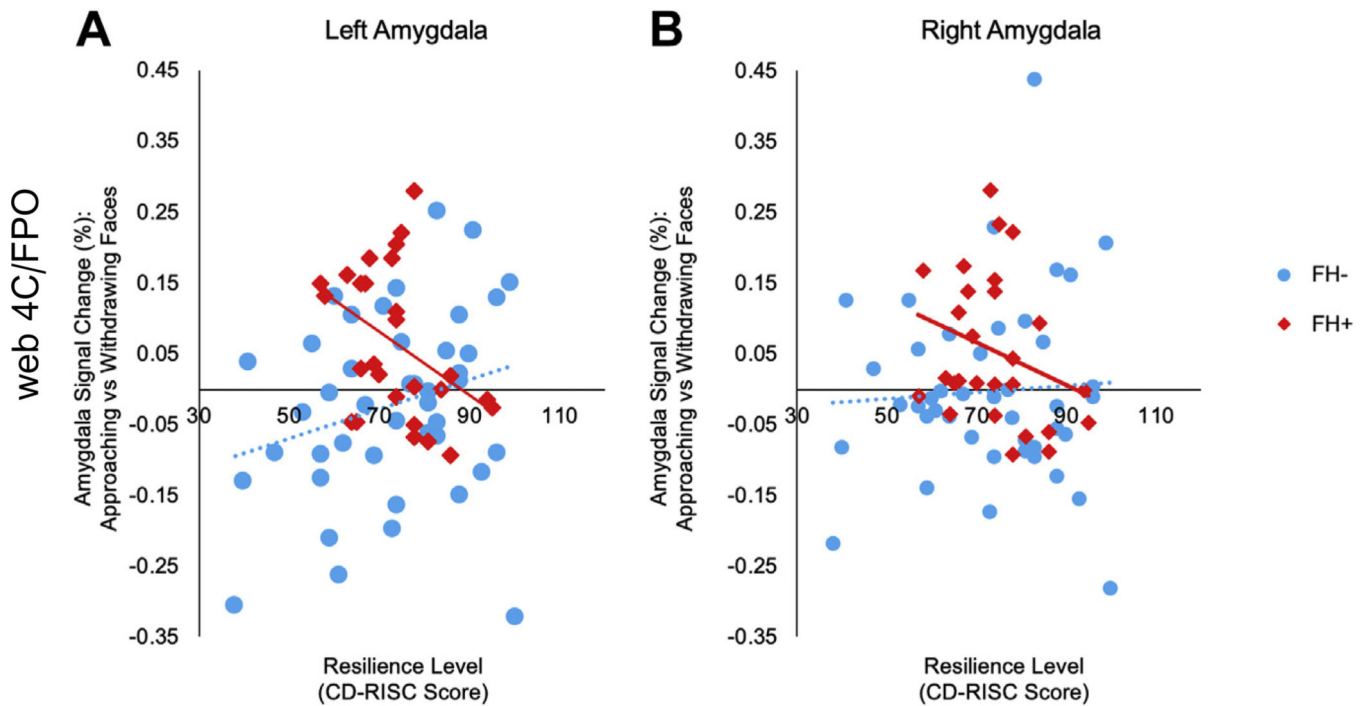 web 4C/FPO
A
Left Amygdala
Amygdala Signal Change (%):
Approaching vs Withdrawing Faces
0.45
0.35
0.25
0.15
0.05
-0.05
-0.15
-0.25
-0.35
30
50
70
90
110
Resilience Level
(CD-RISC Score)
B
Right Amygdala
Amygdala Signal Change (%):
Approaching vs Withdrawing Faces
0.45
0.35
0.25
0.15
0.05
-0.05
-0.15
-0.25
-0.35
30
50
70
90
110
Resilience Level
(CD-RISC Score)
FH-
FH+